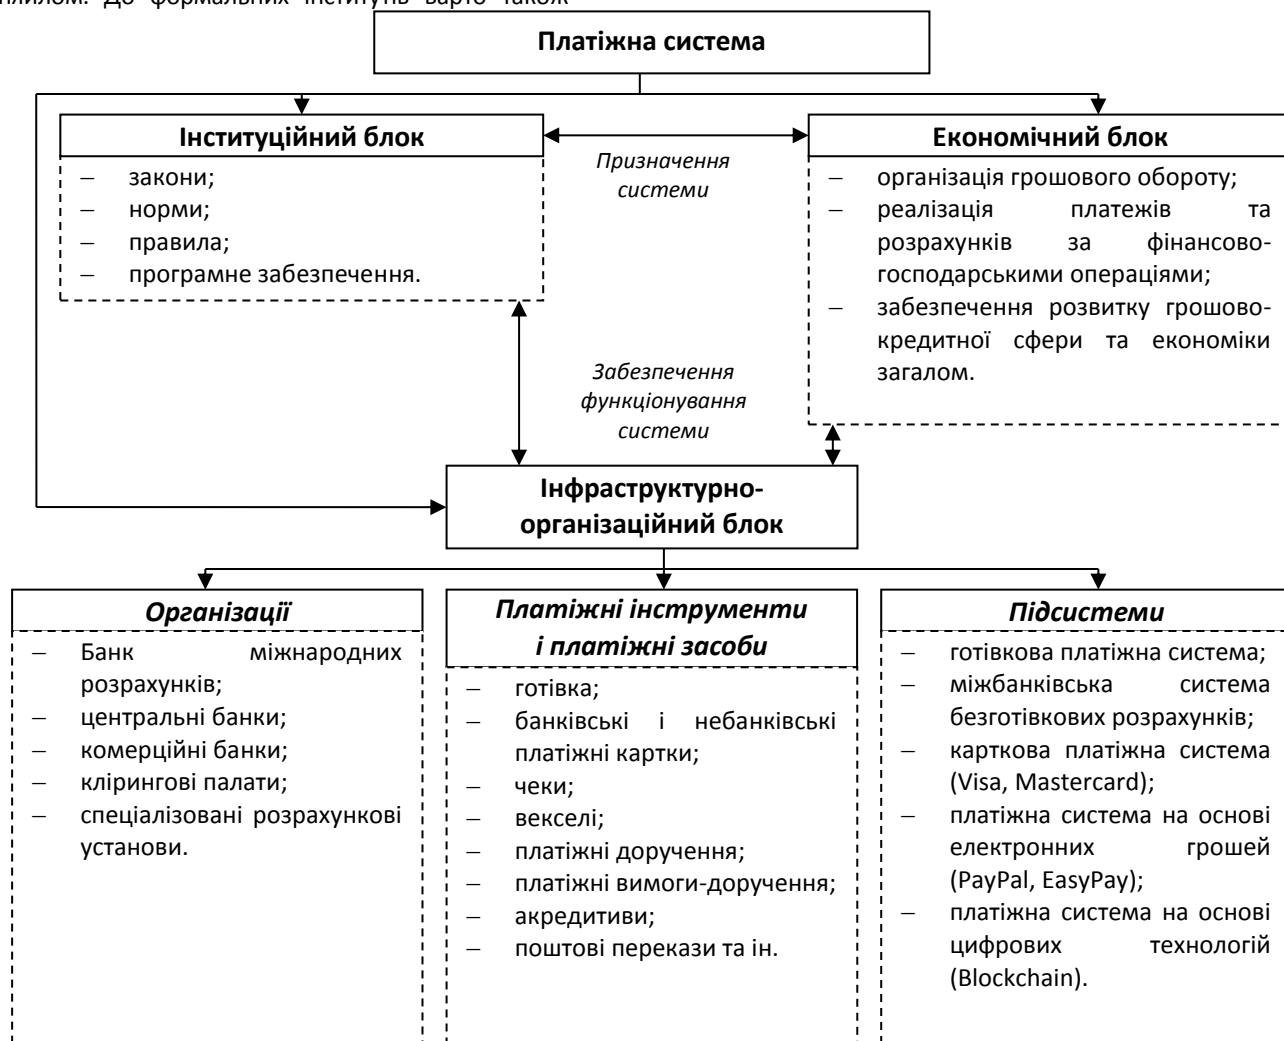 До формальних інститутів варто також
Платіжна система
Інституційний блок
– закони;
– норми;
– правила;
– програмне забезпечення.
Призначення
системи
Економічний блок
– організація грошового обороту;
– реалізація платежів та
розрахунків за фінансово-
господарськими операціями;
– забезпечення розвитку грошово-
кредитної сфери та економіки
загалом.
Забезпечення
функціонування
системи
Інфраструктурно-
організаційний блок
Організації
– Банк міжнародних
розрахунків;
– центральні банки;
– комерційні банки;
– клірингові палати;
– спеціалізовані розрахункові
установи.
Платіжні інструменти
і платіжні засоби
– готівка;
– банківські і небанківські
платіжні картки;
– чеки;
– векселі;
– платіжні доручення;
– платіжні вимоги-доручення;
– акредитиви;
– поштові перекази та ін.
Підсистеми
– готівкова платіжна система;
– міжбанківська система
безготівкових розрахунків;
– карткова платіжна система
(Visa, Mastercard);
– платіжна система на основі
електронних грошей
(PayPal, EasyPay);
– платіжна система на основі
цифрових технологій
(Blockchain).